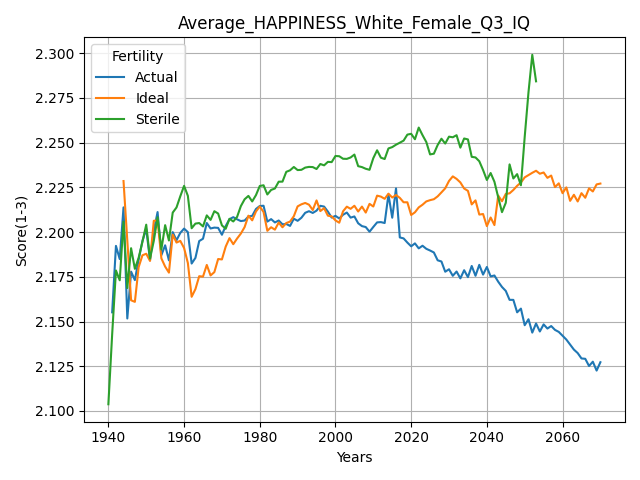 Average_HAPPINESS_White_Female_Q3_IQ
Fertility
Actual
Ideal
Sterile
2.300
2.275
2.250
2.225
2.200
2.175
2.150
2.125
2.100
Score(1-3)
1940 1960 1980 2000 2020 2040 2060
Years